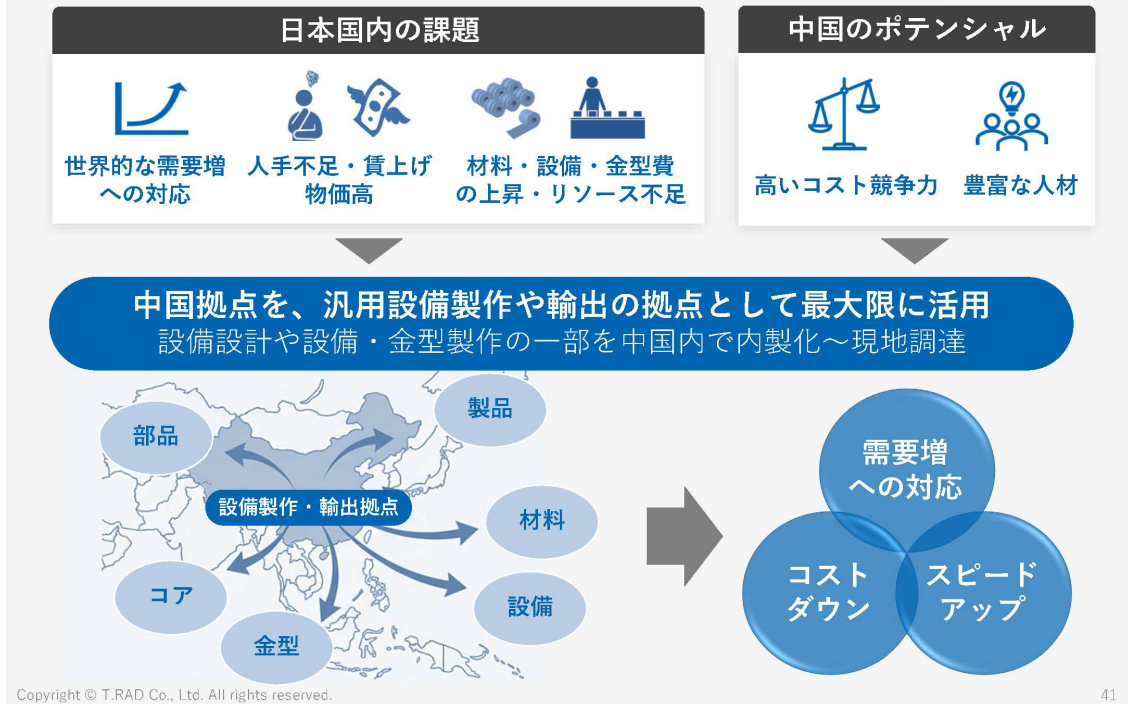 日本国内の課題
世界的な需要増
への対応
人手不足・賃上げ
物価高
材料・設備・金型費
の上昇・リソース不足
中国のポテンシャル
高いコスト競争力
豊富な人材
中国拠点を、汎用設備製作や輸出の拠点として最大限に活用
設備設計や設備・金型製作の一部を中国内で内製化～現地調達
部品
製品
設備製作・輸出拠点
材料
コア
設備
金型
需要増
への対応
コスト
ダウン
スピード
アップ
Copyright © T.RAD Co., Ltd. All rights reserved.
41